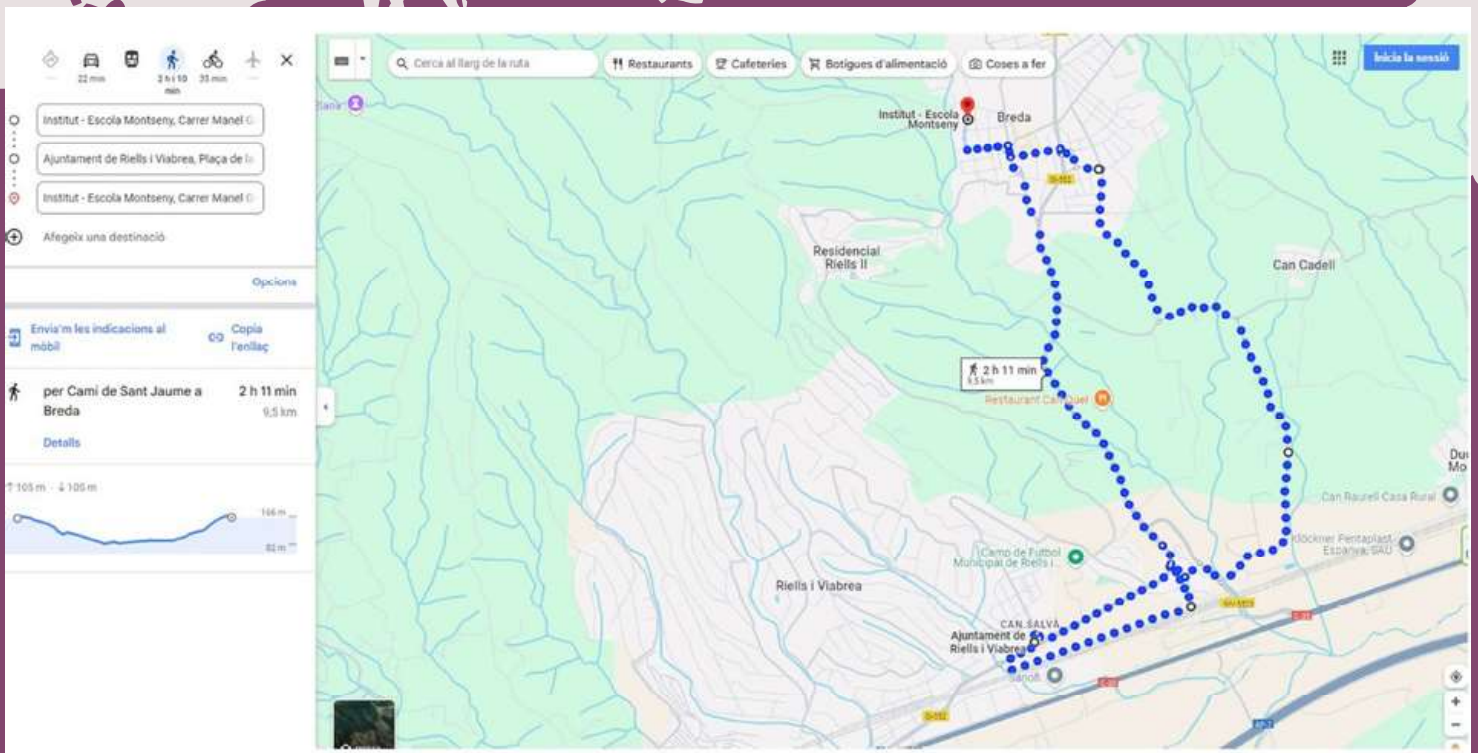 22 min
2 h i 10 min
35 min
Institut - Escola Montseny, Carrer Manel
Ajuntament de Riells i Viabrea, Plaça de
Institut - Escola Montseny, Carrer Manel
Afegeix una destinació
Opcions
Envia'm les indicacions al
mòbil
Copia
l'enllaç
per Camí de Sant Jaume a
Breda
2 h 11 min
9,5 km
Detalls
105 m - 105 m
166 m
82 m
Cerca al llarg de la ruta
Restaurants
Cafeteries
Botigues d'alimentació
Coses a fer
Inicia la sessió
Institut - Escola
Montseny
Breda
GI-552
Residencial
Riells II
Can Cadell
2 h 11 min
9,5 km
Restaurant Can Quel
Can Raurell Casa Rural
Klöckner Pentaplast
España, SAU
Camp de Futbol
Municipal de Riells i...
Riells i Viabrea
CAN SALVÀ
Ajuntament de
Riells i Viabrea
Sanofi
C-35
AP-7